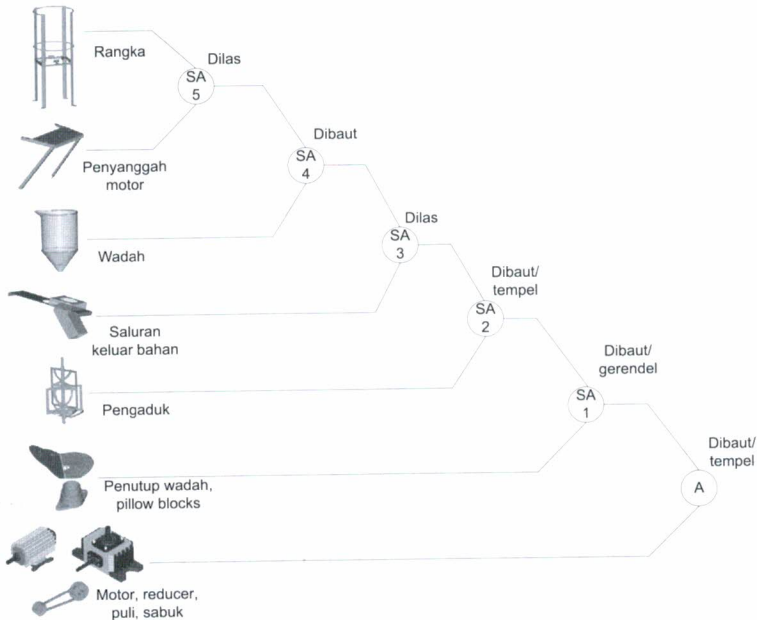 Rangka
Dilas
SA
5
Penyanggah
motor
Dibaut
SA
4
Wadah
Dilas
SA
3
Saluran
keluar bahan
Dibaut/
tempel
SA
2
Pengaduk
Dibaut/
gerendel
SA
1
Penutup wadah,
pillow blocks
Dibaut/
tempel
A
Motor, reducer,
puli, sabuk